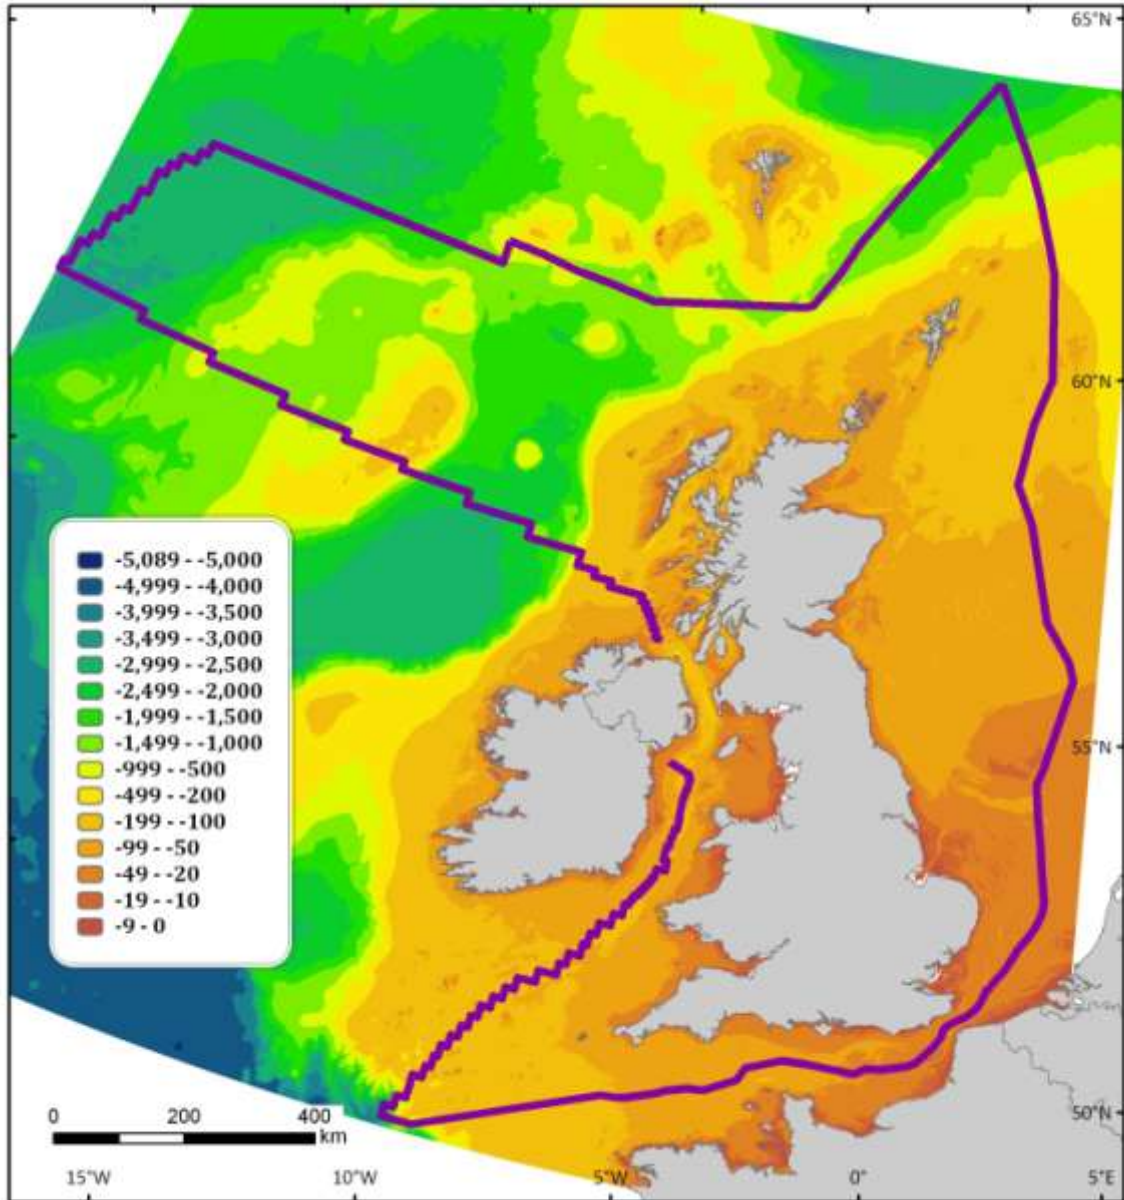 65°N
60°N
-5,089 - -5,000
-4,999 - -4,000
-3,999 - -3,500
-3,499 - -3,000
-2,999 - -2,500
-2,499 - -2,000
-1,999 - -1,500
-1,499 - -1,000
-999 - -500
-499 - -200
-199 - -100
-99 - -50
-49 - -20
-19 - -10
-9 - 0
55°N
0 200 400
km
50°N
15°W 10°W 5°W 0° 5°E